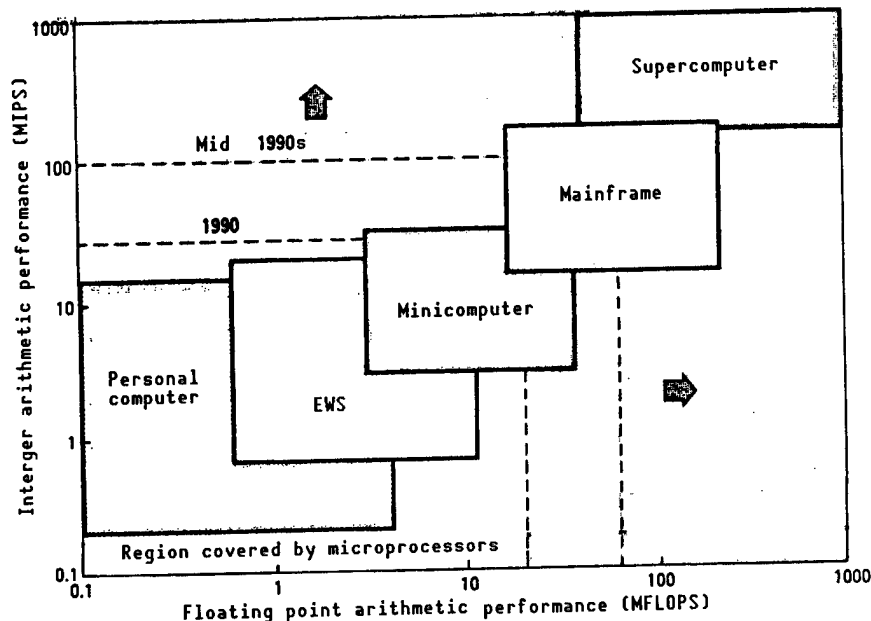 1000
Supercomputer
Mid 1990s
100
Mainframe
1990
10
Minicomputer
Personal
computer
EWS
1
Region covered by microprocessors
0.1
0.1
1
10
100
1000
Floating point arithmetic performance (MFLOPS)
Interger arithmetic performance (MIPS)